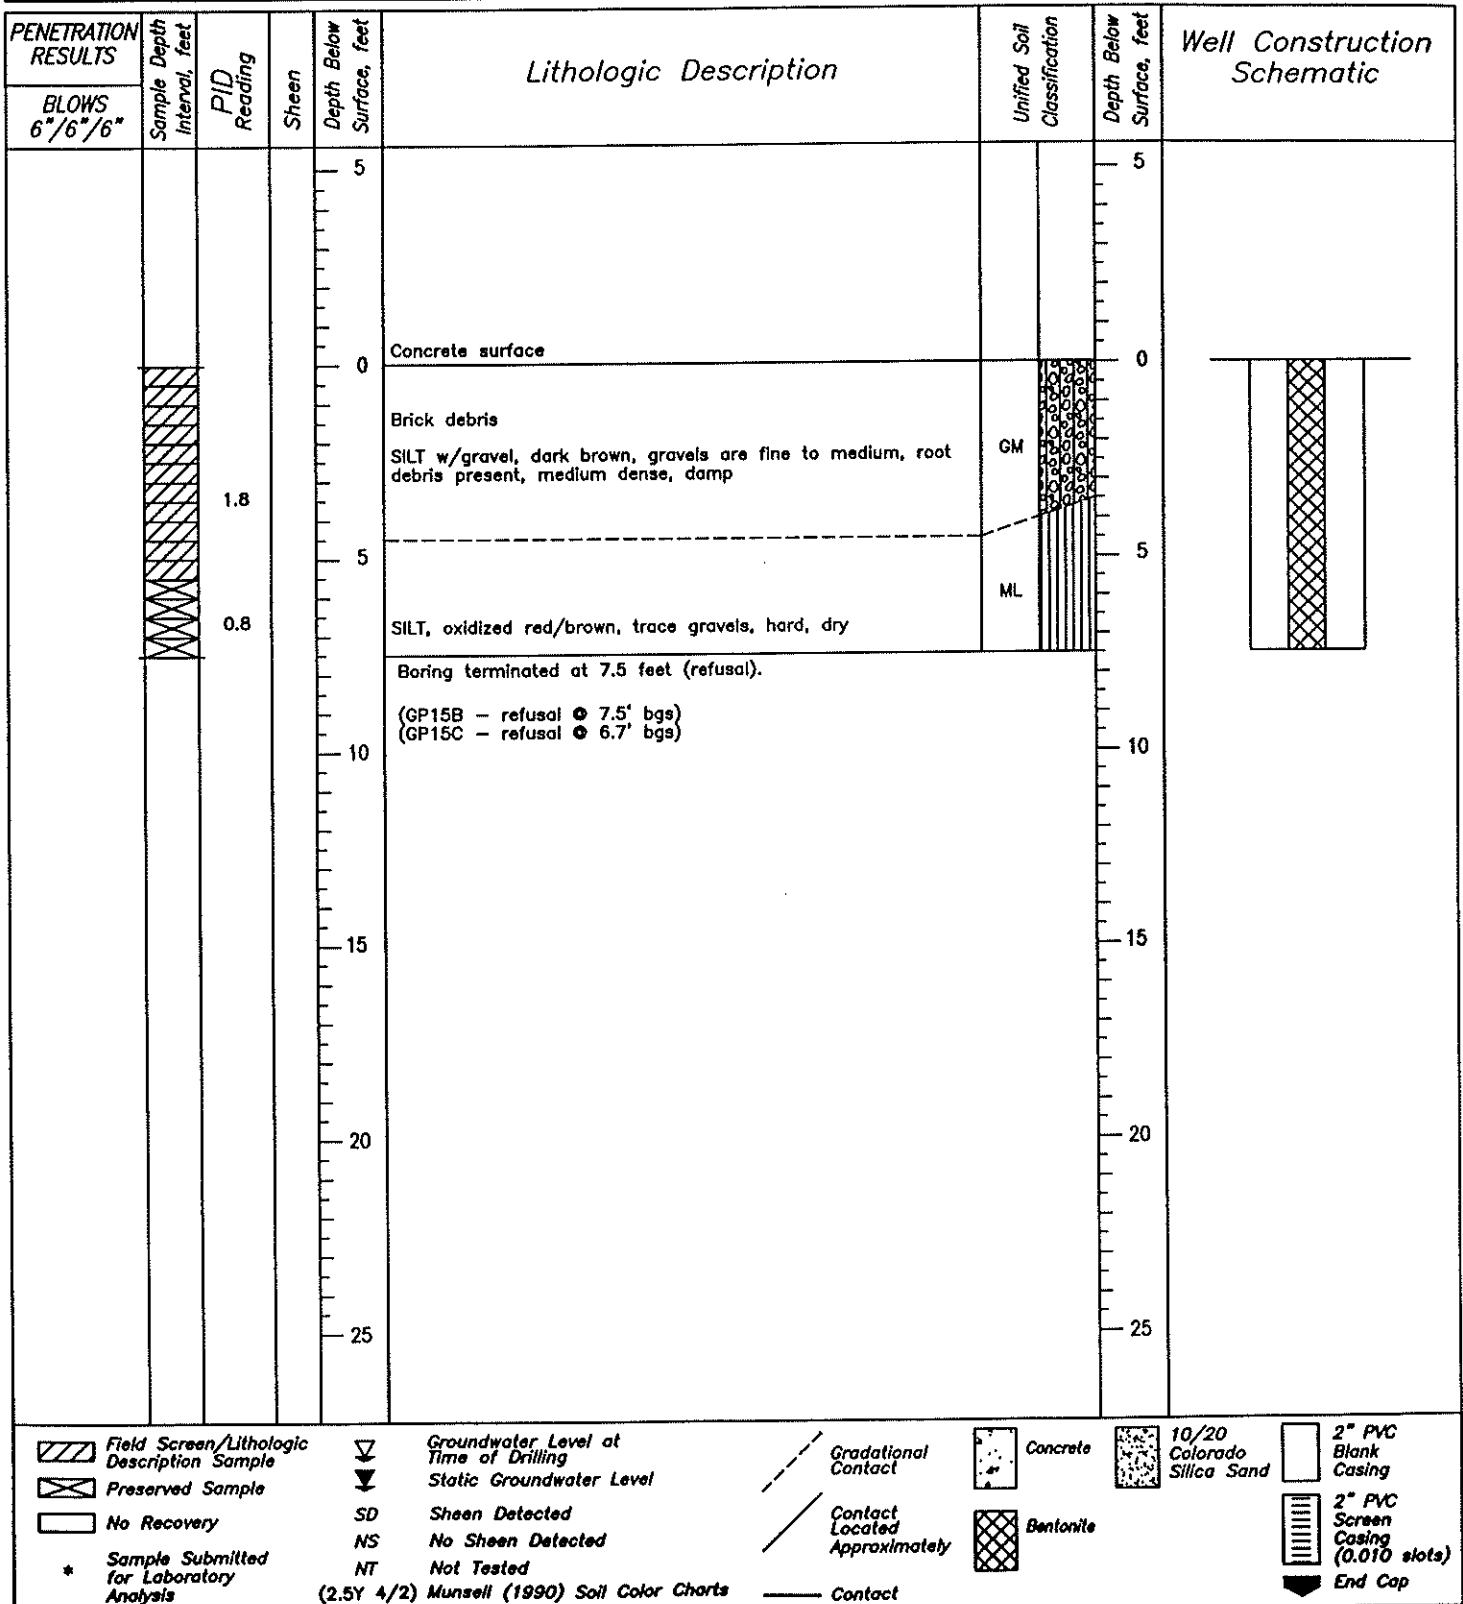 PENETRATION
RESULTS
BLOWS
6"/6"/6"
Sample Depth
Interval, feet
PID
Reading
Sheen
Depth Below
Surface, feet
Lithologic Description
Unified Soil
Classification
Depth Below
Surface, feet
Well Construction
Schematic
5
5
Concrete surface
0
0
Brick debris
SILT w/gravel, dark brown, gravels are fine to medium, root
debris present, medium dense, damp
GM
1.8
5
5
ML
0.8
SILT, oxidized red/brown, trace gravels, hard, dry
Boring terminated at 7.5 feet (refusal).
(GP15B – refusal @ 7.5' bgs)
(GP15C – refusal @ 6.7' bgs)
10
10
15
15
20
20
25
25
Field Screen/Lithologic
Description Sample
Preserved Sample
No Recovery
* Sample Submitted
for Laboratory
Analysis
Groundwater Level at
Time of Drilling
Static Groundwater Level
SD Sheen Detected
NS No Sheen Detected
NT Not Tested
(2.5Y 4/2) Munsell (1990) Soil Color Charts
Gradational
Contact
Contact
Located
Approximately
Contact
Concrete
Bentonite
10/20
Colorado
Silica Sand
2" PVC
Blank
Casing
2" PVC
Screen
Casing
(0.010 slots)
End Cap